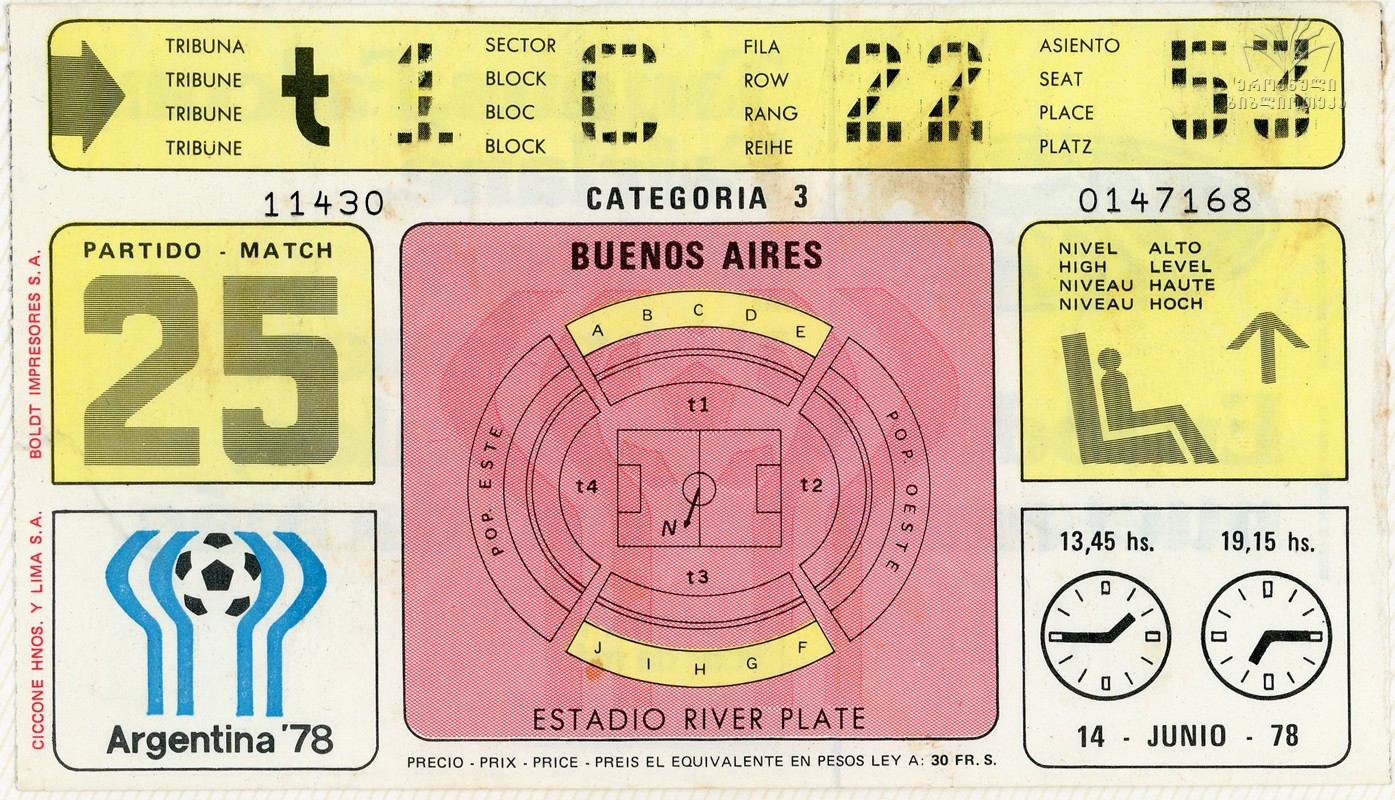 TRIBUNA
TRIBUNE
TRIBUNE
TRIBÜNE
t 1
SECTOR
BLOCK
BLOC
BLOCK
C
FILA
ROW
RANG
REIHE
22
ASIENTO
SEAT
PLACE
PLATZ
53
ეროვნული
ბიბლიოთეკა
11430
CATEGORIA 3
0147168
PARTIDO - MATCH
25
BUENOS AIRES
A B C D E
POP. ESTE
POP. OESTE
t1
t4
t2
N
t3
J I H G F
ESTADIO RIVER PLATE
NIVEL ALTO
HIGH LEVEL
NIVEAU HAUTE
NIVEAU HOCH
Argentina '78
13,45 hs. 19,15 hs.
14 - JUNIO - 78
PRECIO - PRIX - PRICE - PREIS EL EQUIVALENTE EN PESOS LEY A: 30 FR. S.
CICCONE HNOS. Y LIMA S.A. BOLDT IMPRESORES S. A.